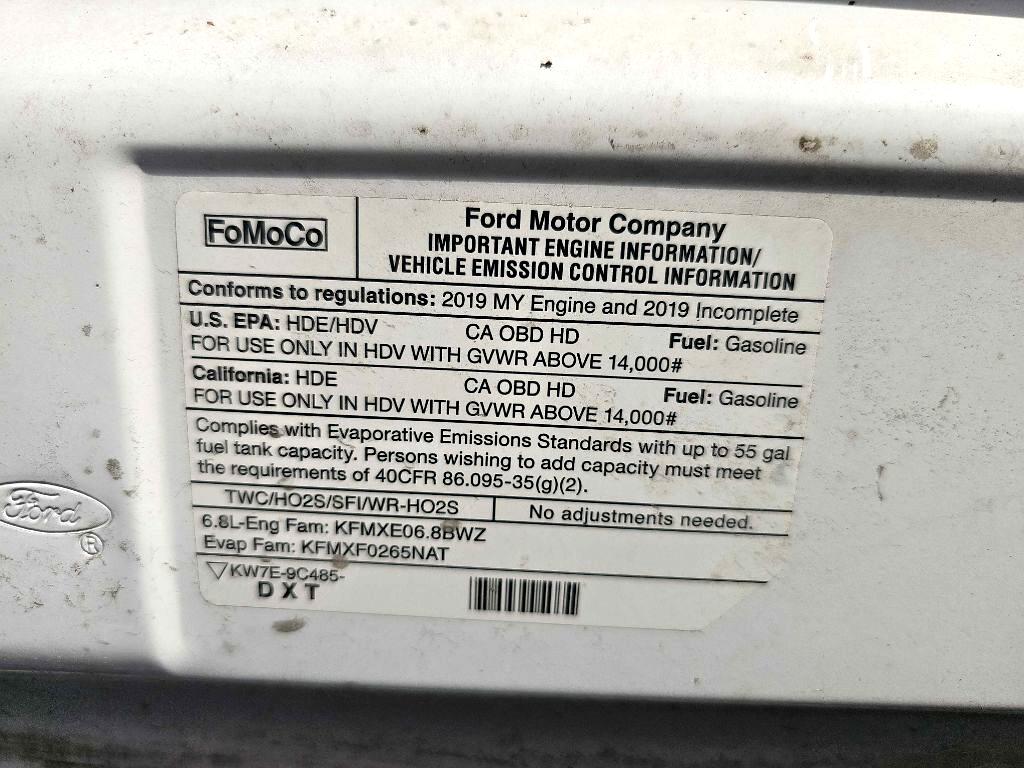 FoMoCo
Ford Motor Company
IMPORTANT ENGINE INFORMATION/
VEHICLE EMISSION CONTROL INFORMATION
Conforms to regulations: 2019 MY Engine and 2019 Incomplete
U.S. EPA: HDE/HDV CA OBD HD Fuel: Gasoline
FOR USE ONLY IN HDV WITH GVWR ABOVE 14,000#
California: HDE CA OBD HD Fuel: Gasoline
FOR USE ONLY IN HDV WITH GVWR ABOVE 14,000#
Complies with Evaporative Emissions Standards with up to 55 gal
fuel tank capacity. Persons wishing to add capacity must meet
the requirements of 40CFR 86.095-35(g)(2).
TWC/HO2S/SFI/WR-HO2S No adjustments needed.
6.8L-Eng Fam: KFMXE06.8BWZ
Evap Fam: KFMXF0265NAT
▽KW7E-9C485-
DXT
Ford ®